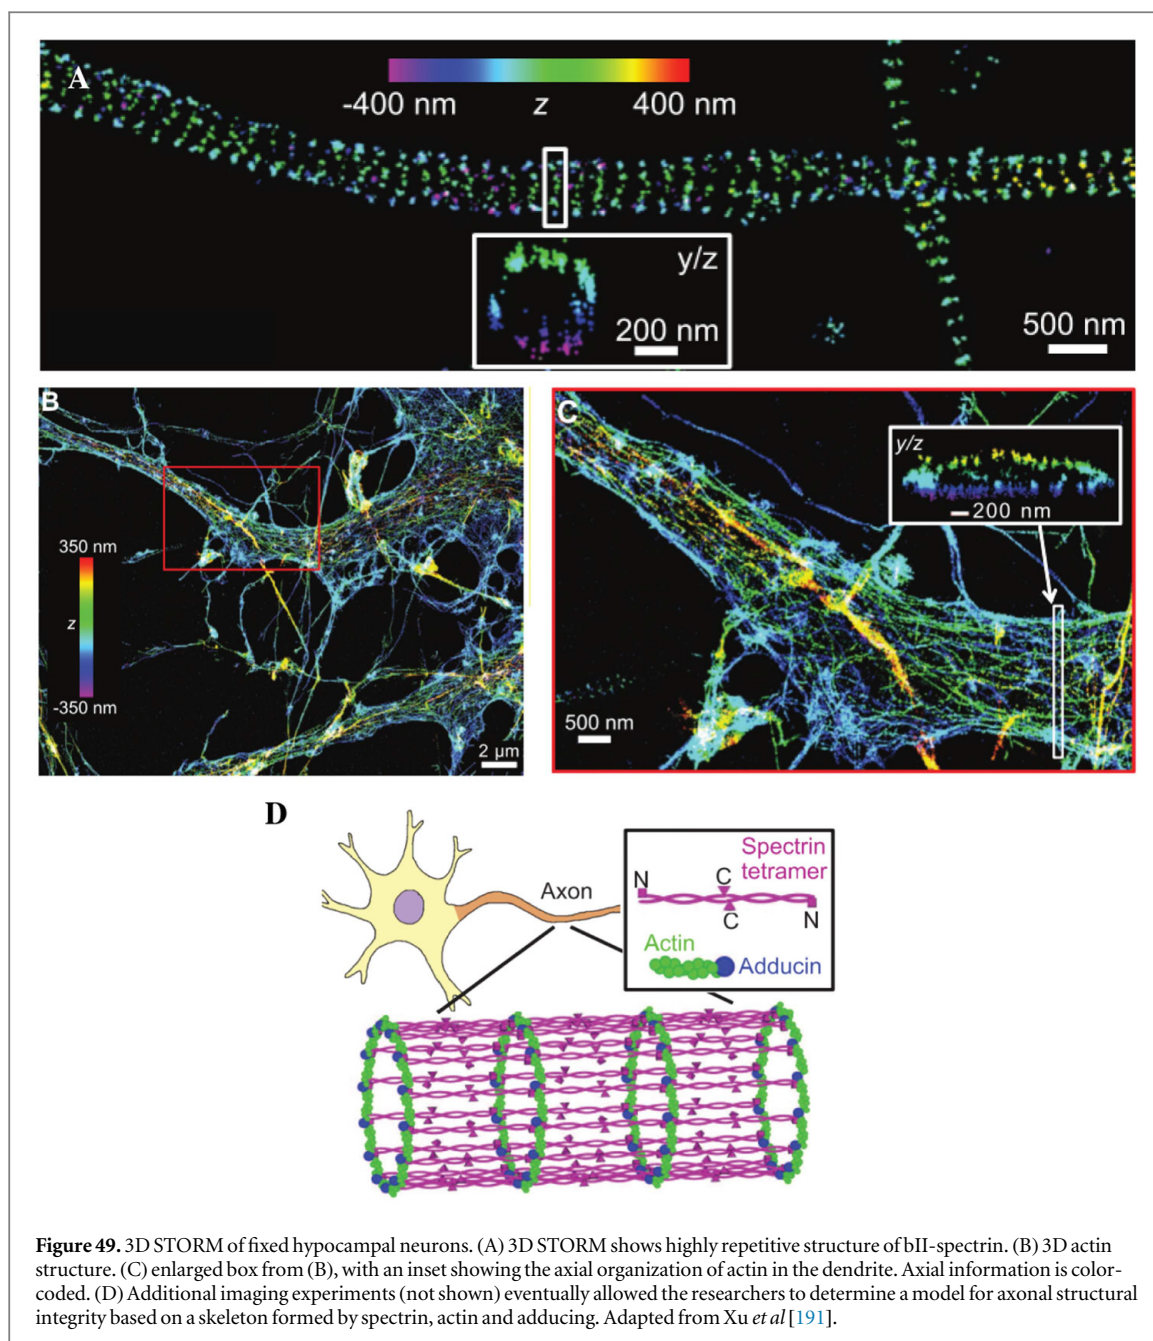 A
-400 nm z 400 nm
y/z
200 nm
500 nm
B
350 nm
z
-350 nm
2 μm
C
y/z
200 nm
500 nm
D
Axon
Spectrin
tetramer
N
C
C
N
Actin
Adducin
Figure 49. 3D STORM of fixed hypocampal neurons. (A) 3D STORM shows highly repetitive structure of bII-spectrin. (B) 3D actin
structure. (C) enlarged box from (B), with an inset showing the axial organization of actin in the dendrite. Axial information is color-
coded. (D) Additional imaging experiments (not shown) eventually allowed the researchers to determine a model for axonal structural
integrity based on a skeleton formed by spectrin, actin and adducing. Adapted from Xu et al [191].